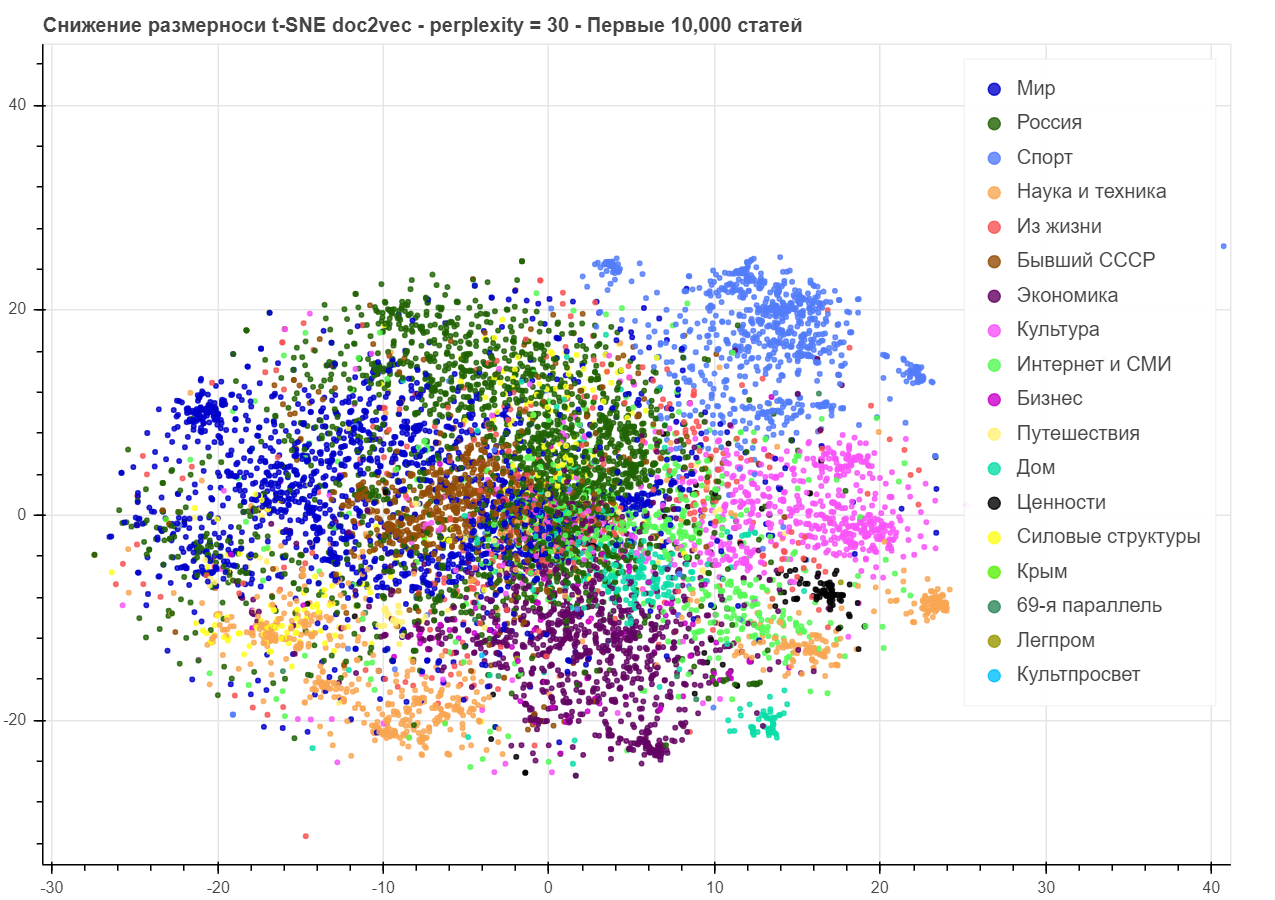 Снижение размерноси t-SNE doc2vec - perplexity = 30 - Первые 10,000 статей
Мир
Россия
Спорт
Наука и техника
Из жизни
Бывший СССР
Экономика
Культура
Интернет и СМИ
Бизнес
Путешествия
Дом
Ценности
Силовые структуры
Крым
69-я параллель
Легпром
Культпросвет
40
20
0
-20
-30 -20 -10 0 10 20 30 40